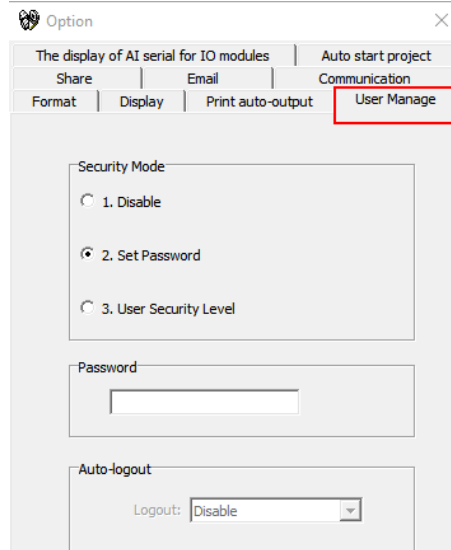 Option
The display of AI serial for IO modules Auto start project
Share Email Communication
Format Display Print auto-output User Manage
Security Mode
1. Disable
2. Set Password
3. User Security Level
Password
Auto-logout
Logout: Disable